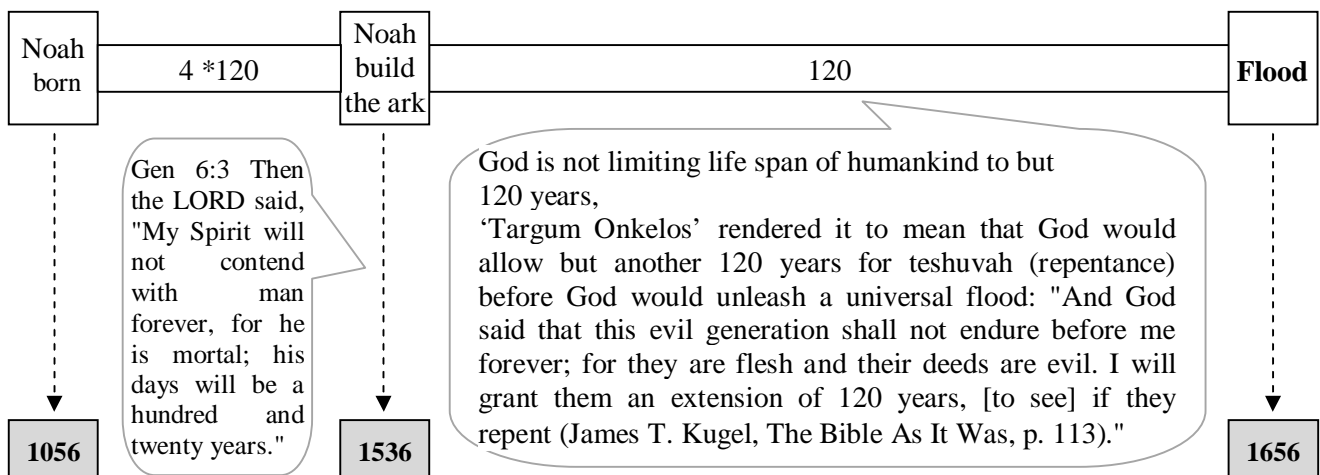 Noah
born
4 *120
Noah
build
the ark
120
Flood
Gen 6:3 Then
the LORD said,
"My Spirit will
not contend
with man
forever, for he
is mortal; his
days will be a
hundred and
twenty years."
God is not limiting life span of humankind to but
120 years,
‘Targum Onkelos’ rendered it to mean that God would
allow but another 120 years for teshuvah (repentance)
before God would unleash a universal flood: "And God
said that this evil generation shall not endure before me
forever; for they are flesh and their deeds are evil. I will
grant them an extension of 120 years, [to see] if they
repent (James T. Kugel, The Bible As It Was, p. 113)."
1056
1536
1656